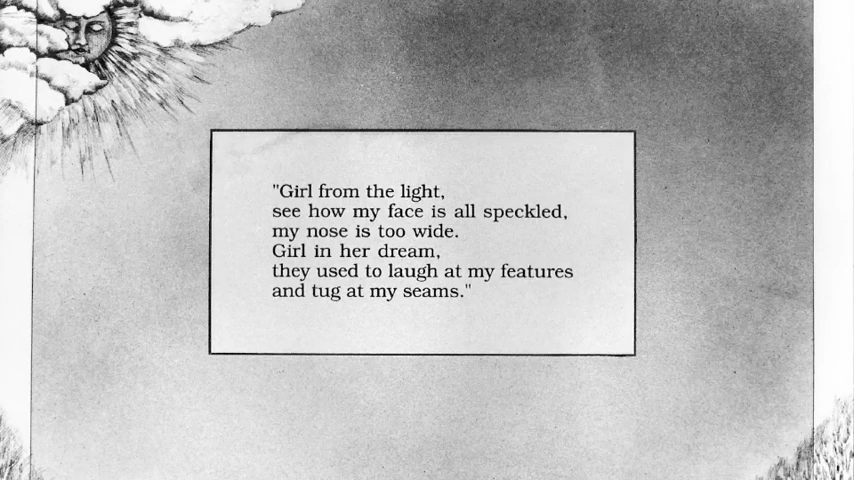 "Girl from the light,
see how my face is all speckled,
my nose is too wide.
Girl in her dream,
they used to laugh at my features
and tug at my seams."